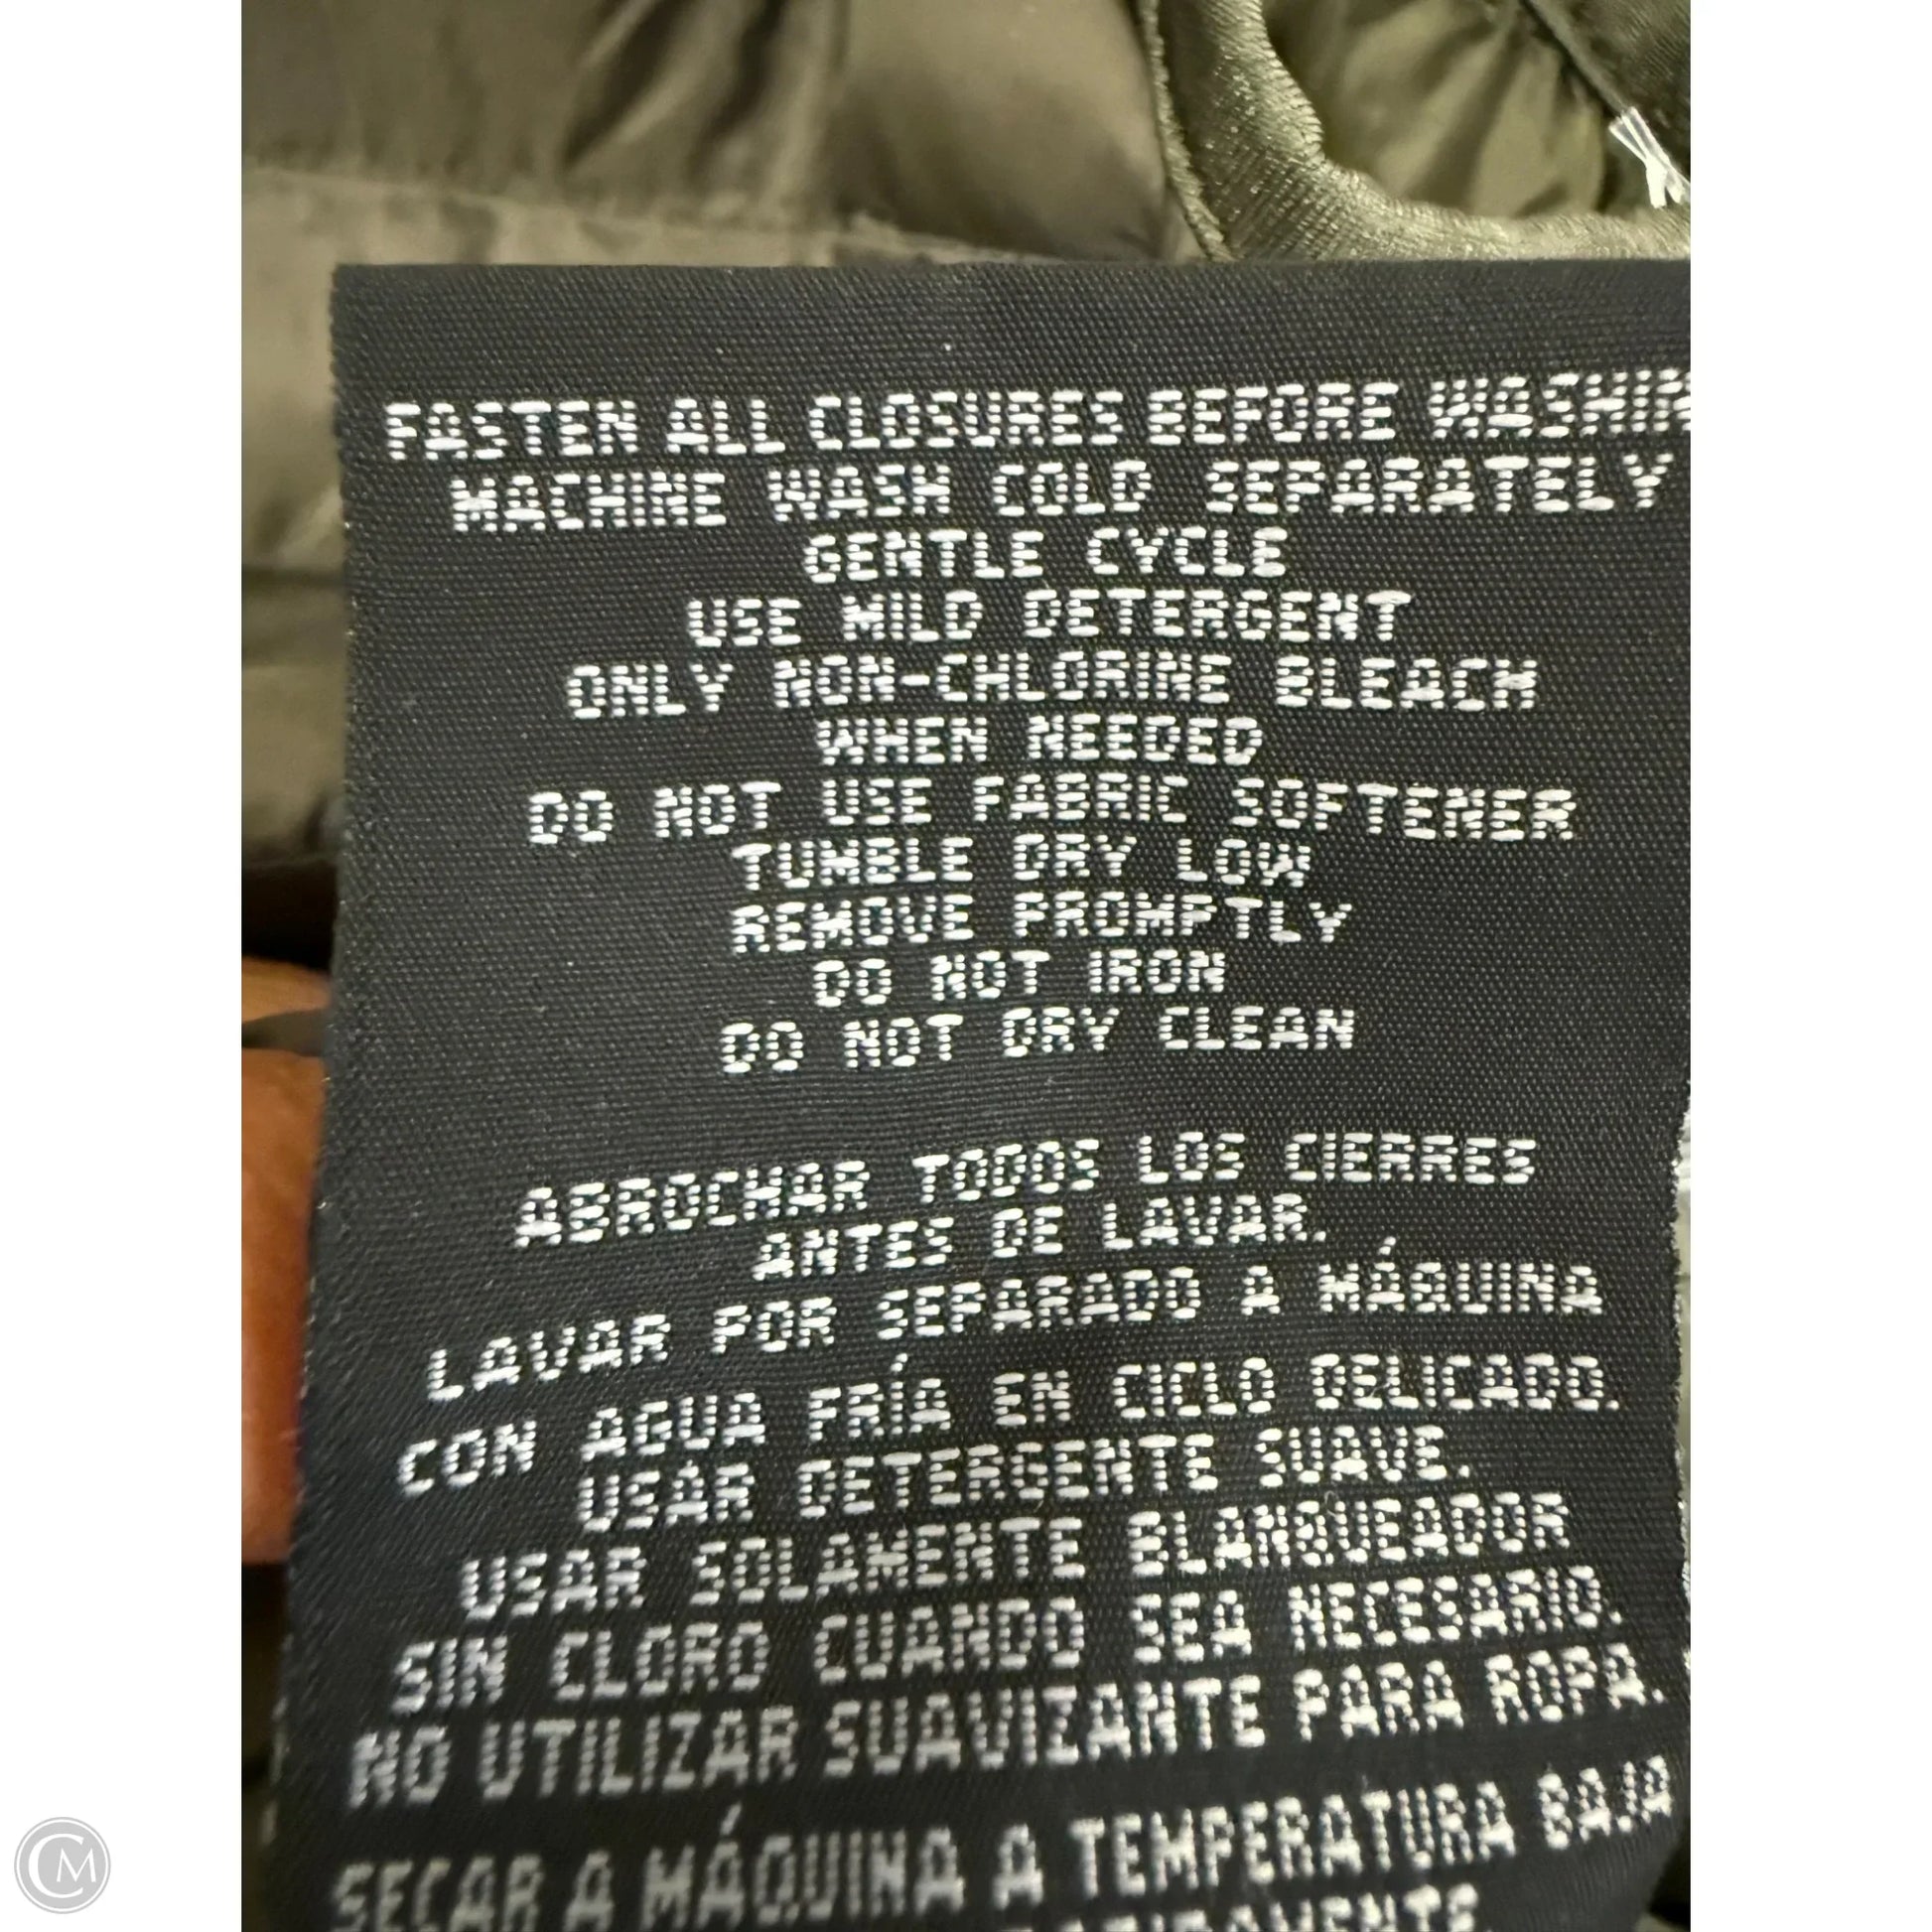 FASTEN ALL CLOSURES BEFORE WASHIN
MACHINE WASH COLD SEPARATELY
GENTLE CYCLE
USE MILD DETERGENT
ONLY NON-CHLORINE BLEACH
WHEN NEEDED
DO NOT USE FABRIC SOFTENER
TUMBLE DRY LOW
REMOVE PROMPTLY
DO NOT IRON
DO NOT DRY CLEAN
ABROCHAR TODOS LOS CIERRES
ANTES DE LAVAR.
LAVAR POR SEPARADO A MÁQUINA
CON AGUA FRÍA EN CICLO DELICADO.
USAR DETERGENTE SUAVE.
USAR SOLAMENTE BLANQUEADOR
SIN CLORO CUANDO SEA NECESARIO.
NO UTILIZAR SUAVIZANTE PARA ROPA.
SECAR A MÁQUINA A TEMPERATURA BAJA
CM